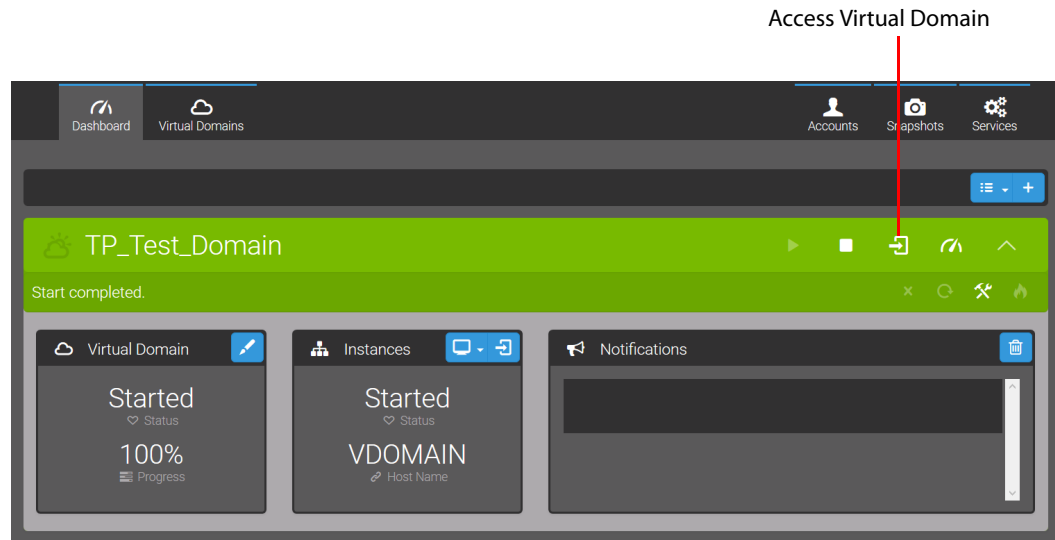 Access Virtual Domain
Dashboard
Virtual Domains
Accounts
Snapshots
Services
TP_Test_Domain
Start completed.
Virtual Domain
Instances
Notifications
Started
Status
100%
Progress
Started
Status
VDOMAIN
Host Name